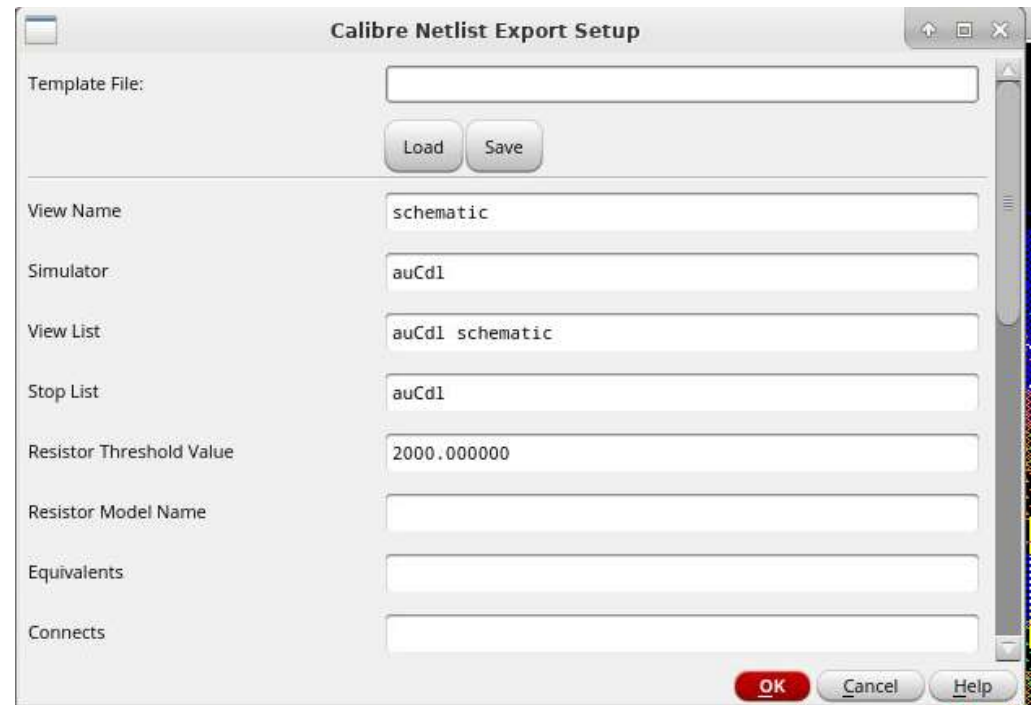 Calibre Netlist Export Setup
Template File:
Load Save
View Name schematic
Simulator auCdl
View List auCdl schematic
Stop List auCdl
Resistor Threshold Value 2000.000000
Resistor Model Name
Equivalents
Connects
OK Cancel Help